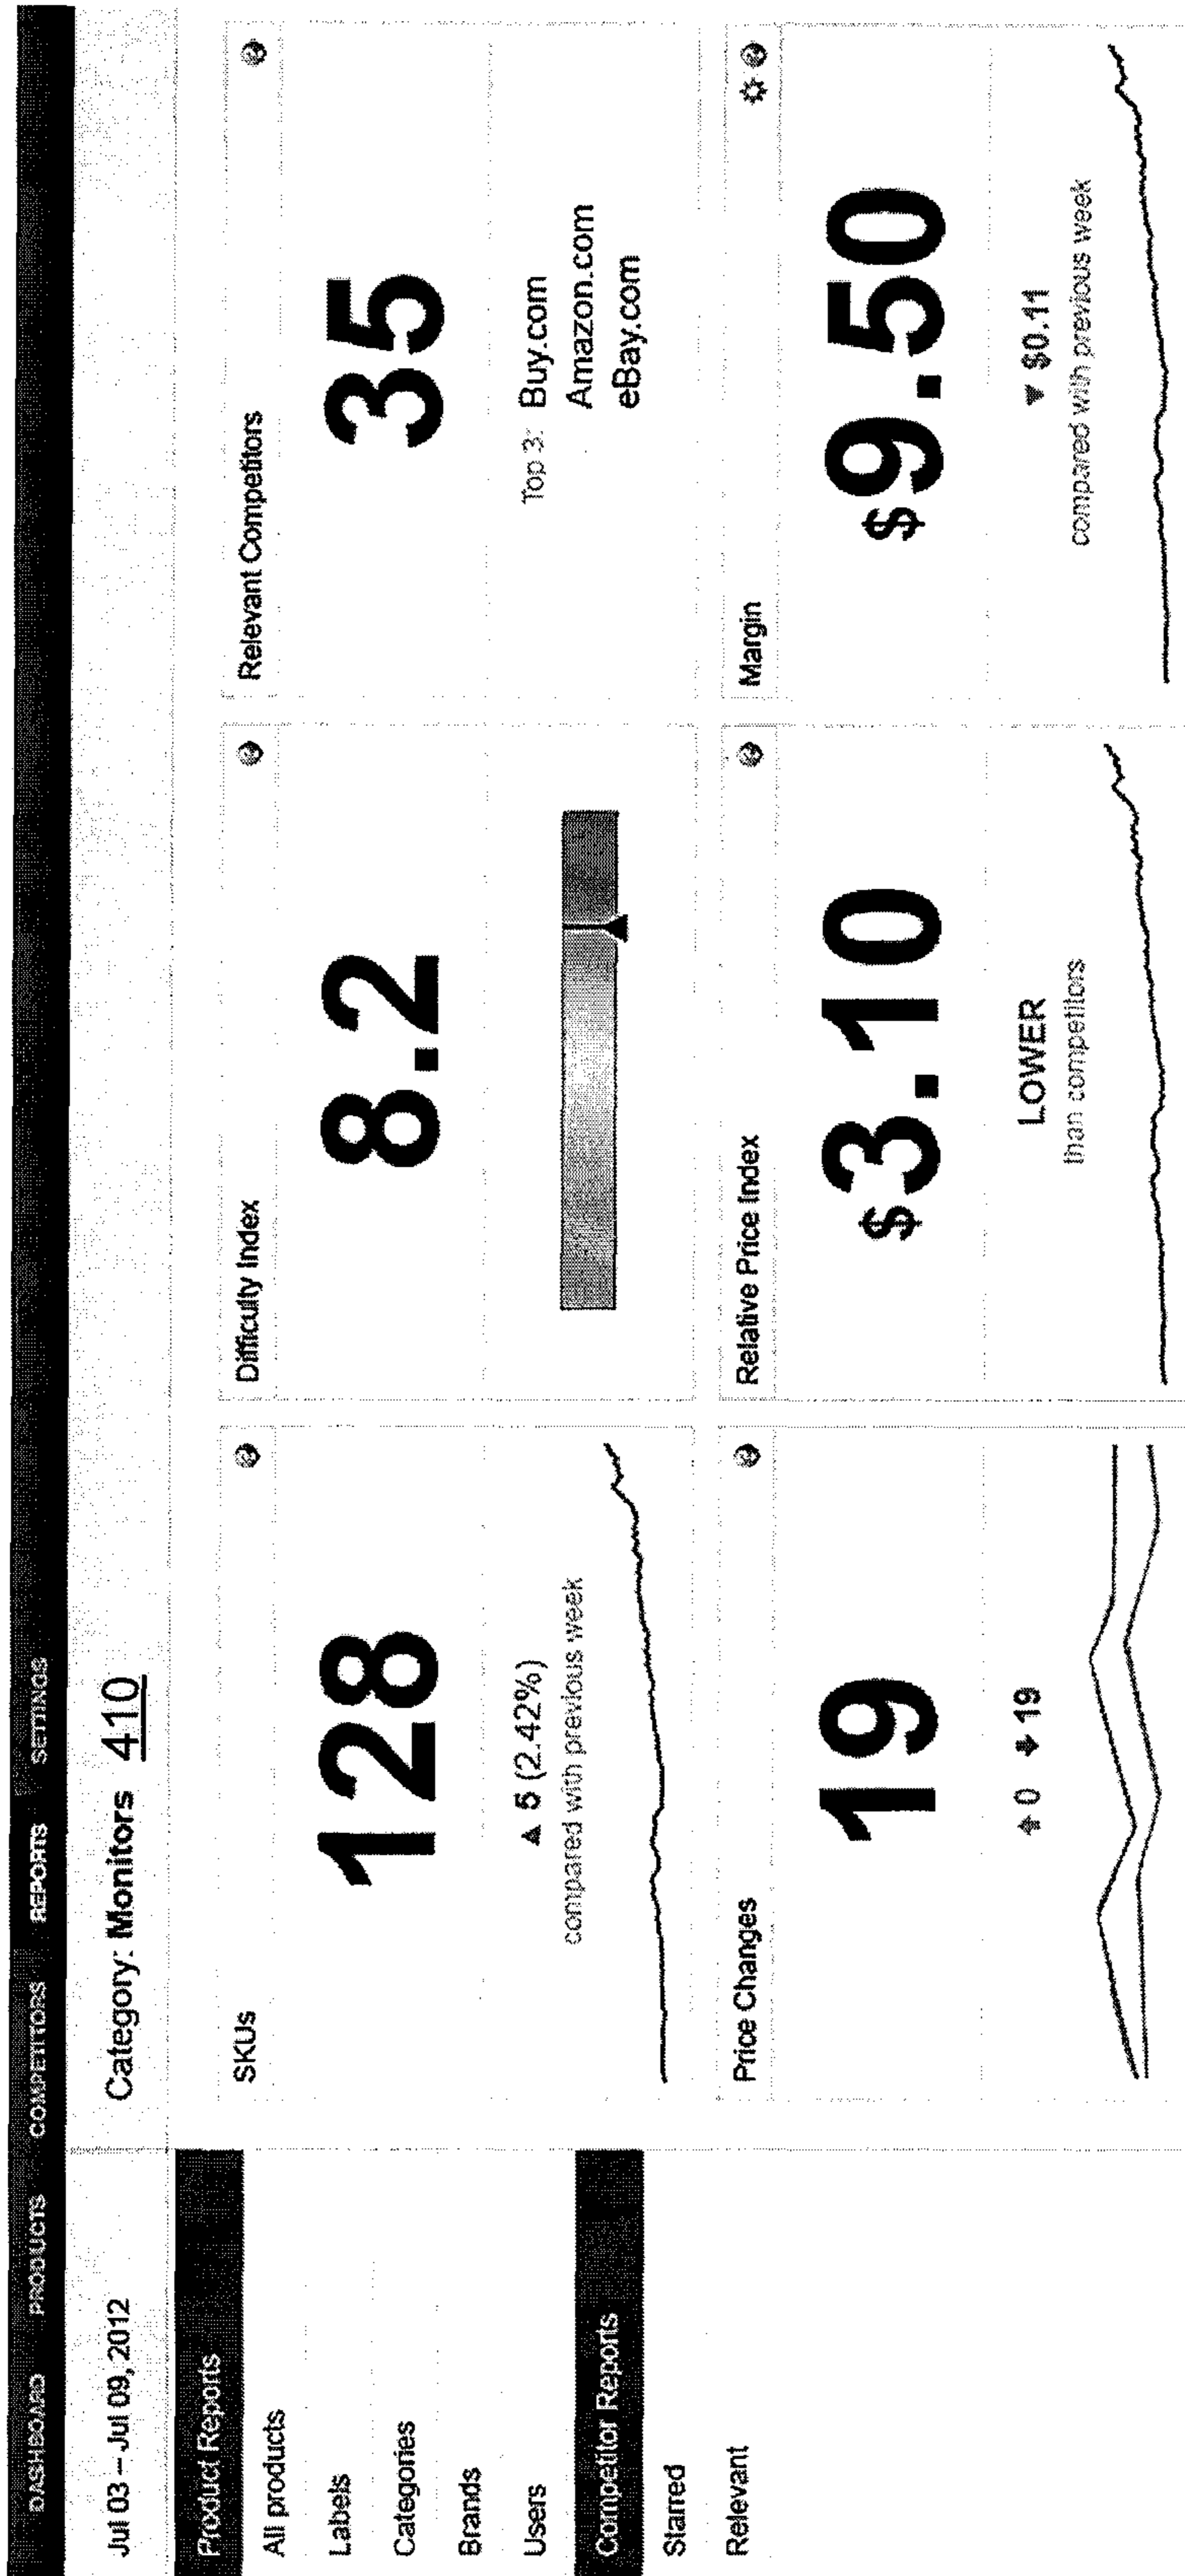 DASHBOARD PRODUCTS COMPETITORS REPORTS SETTINGS
Jul 03 – Jul 09, 2012
Category: Monitors 410
Product Reports
All products
Labels
Categories
Brands
Users
Competitor Reports
Starred
Relevant
SKUs
128
▲ 5 (2.42%)
compared with previous week
Difficulty Index
8.2
Relevant Competitors
35
Top 3: Buy.com
Amazon.com
eBay.com
Price Changes
19
↑ 0 ↓ 19
Relative Price Index
$3.10
LOWER
than competitors
Margin
$9.50
▼ $0.11
compared with previous week